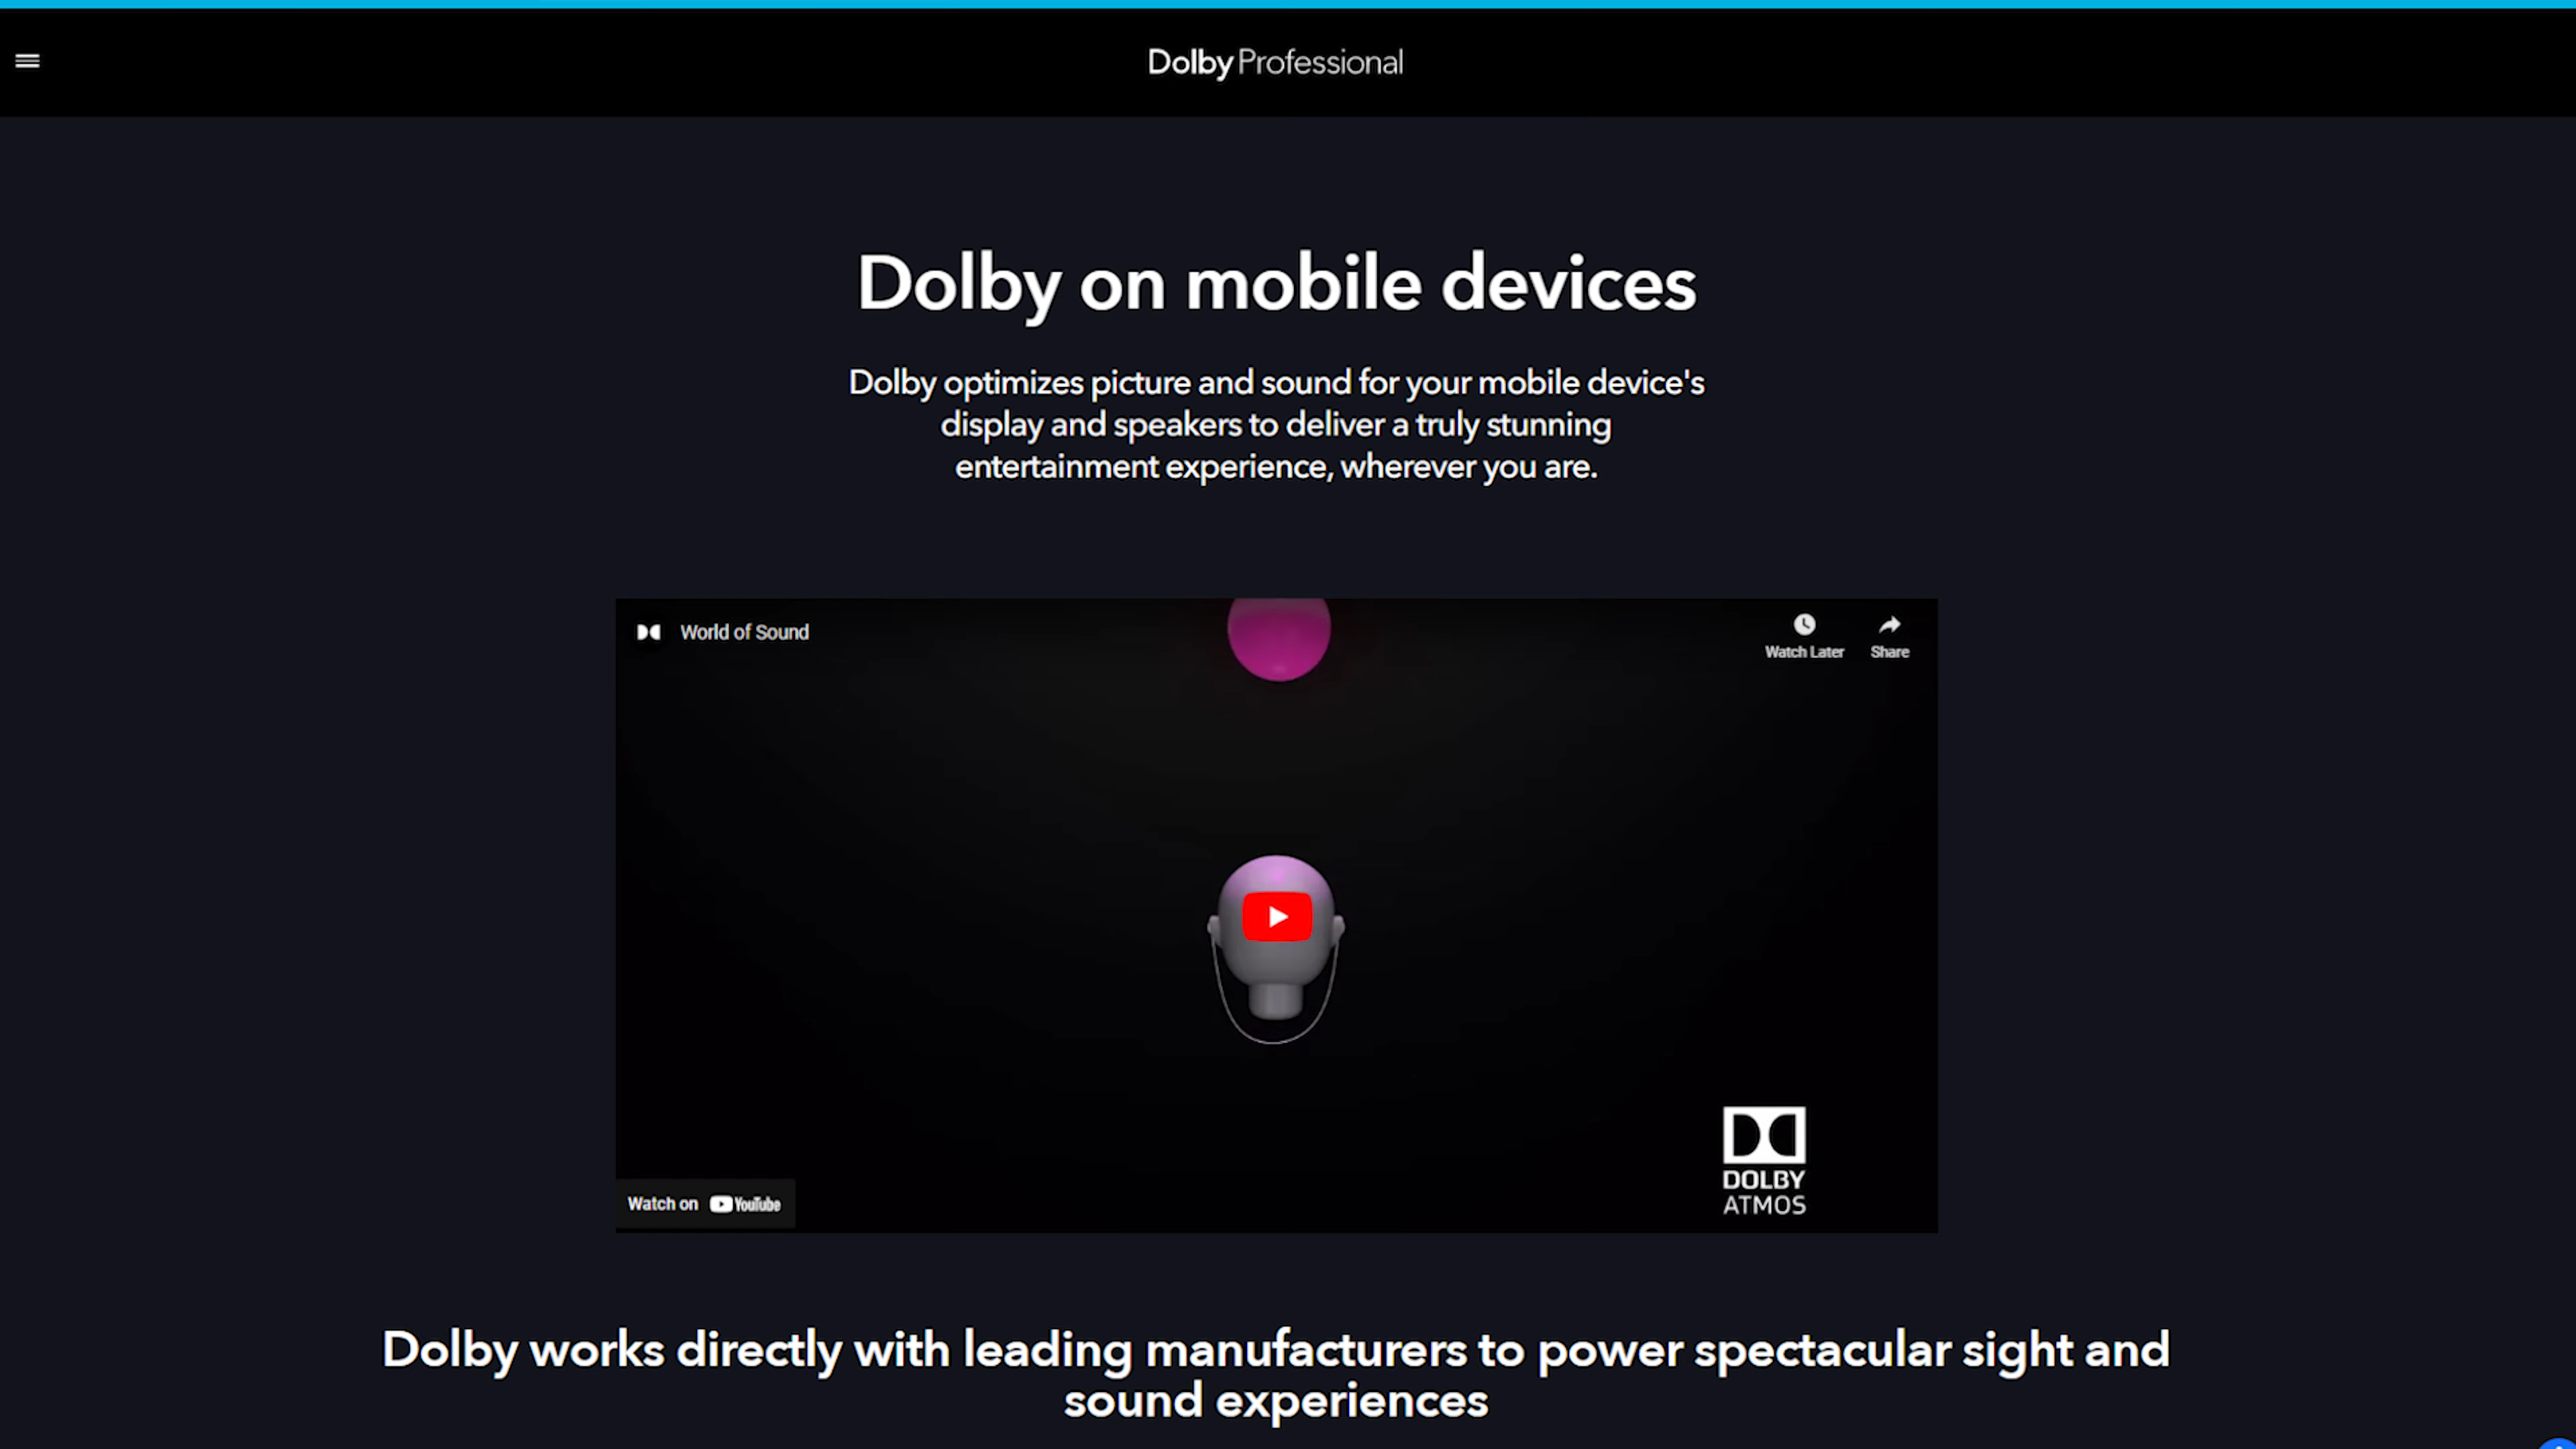 Dolby Professional
Dolby on mobile devices
Dolby optimizes picture and sound for your mobile device's
display and speakers to deliver a truly stunning
entertainment experience, wherever you are.
World of Sound
Watch Later
Share
DOLBY
ATMOS
Watch on YouTube
Dolby works directly with leading manufacturers to power spectacular sight and
sound experiences